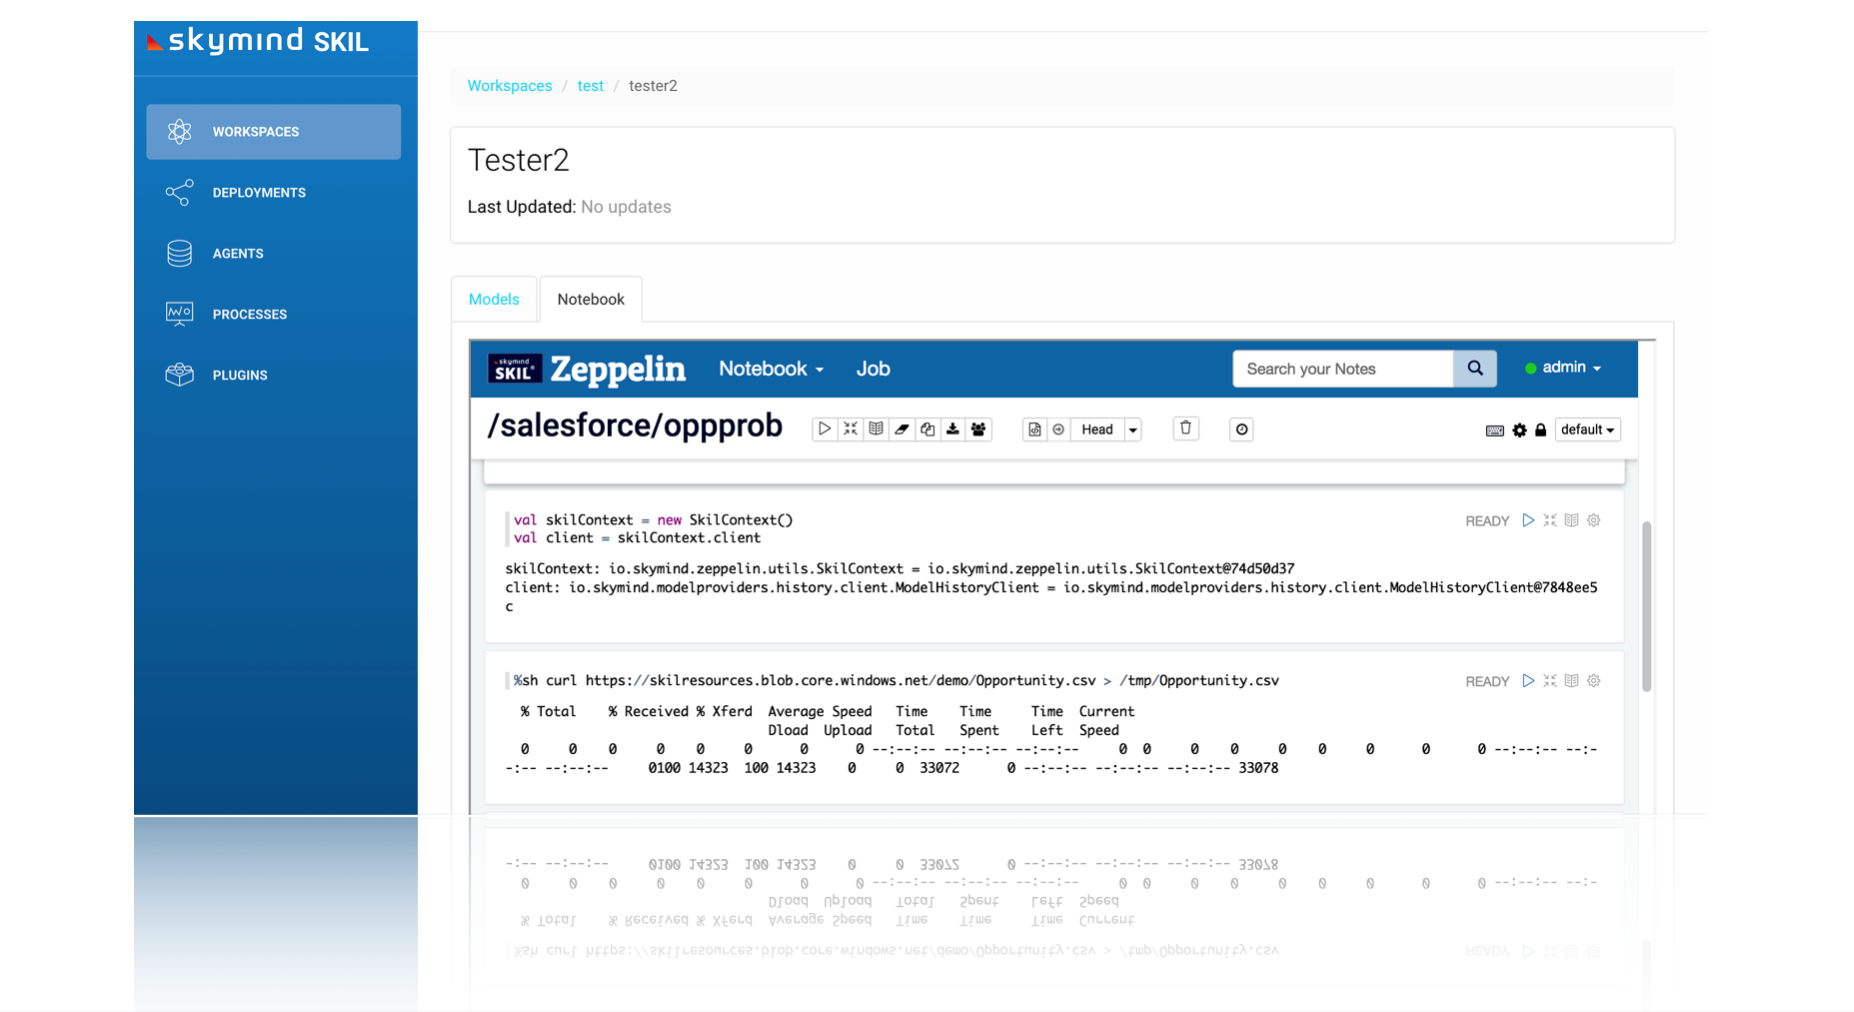 skymind SKIL
WORKSPACES
DEPLOYMENTS
AGENTS
PROCESSES
PLUGINS
Workspaces / test / tester2
Tester2
Last Updated: No updates
Models Notebook
skymind SKIL Zeppelin Notebook Job Search your Notes admin
/salesforce/oppprob Head default
val skilContext = new SkilContext() READY
val client = skilContext.client
skilContext: io.skymind.zeppelin.utils.SkilContext = io.skymind.zeppelin.utils.SkilContext@74d50d37
client: io.skymind.modelproviders.history.client.ModelHistoryClient = io.skymind.modelproviders.history.client.ModelHistoryClient@7848ee5
c
%sh curl https://skilresources.blob.core.windows.net/demo/Opportunity.csv > /tmp/Opportunity.csv READY
% Total % Received % Xferd Average Speed Time Time Time Current
Dload Upload Total Spent Left Speed
0 0 0 0 0 0 0 0 --:--:-- --:--:-- --:--:-- 0 0 0 0 0 0 0 0 0 --:--:-- --:-
-:-- --:--:-- 0100 14323 100 14323 0 0 33072 0 --:--:-- --:--:-- --:--:-- 33078